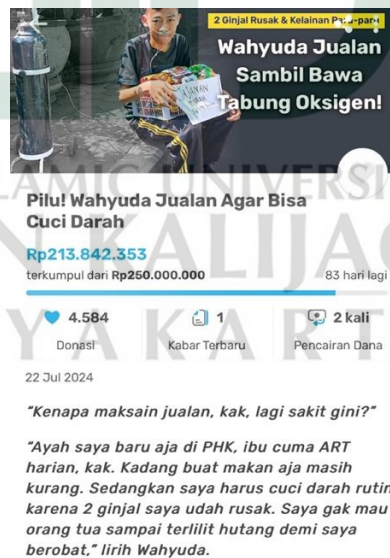 2 Ginjal Rusak & Kelainan Paru-paru
Wahyuda Jualan
Sambil Bawa
Tabung Oksigen!
JAJANAN
Pilu! Wahyuda Jualan Agar Bisa
Cuci Darah
Rp213.842.353
terkumpul dari Rp250.000.000
83 hari lagi
4.584
1
2 kali
Donasi
Kabar Terbaru
Pencairan Dana
22 Jul 2024
"Kenapa maksain jualan, kak, lagi sakit gini?"
"Ayah saya baru aja di PHK, ibu cuma ART
harian, kak. Kadang buat makan aja masih
kurang. Sedangkan saya harus cuci darah rutin
karena 2 ginjal saya udah rusak. Saya gak mau
orang tua sampai terlilit hutang demi saya
berobat," lirih Wahyuda.